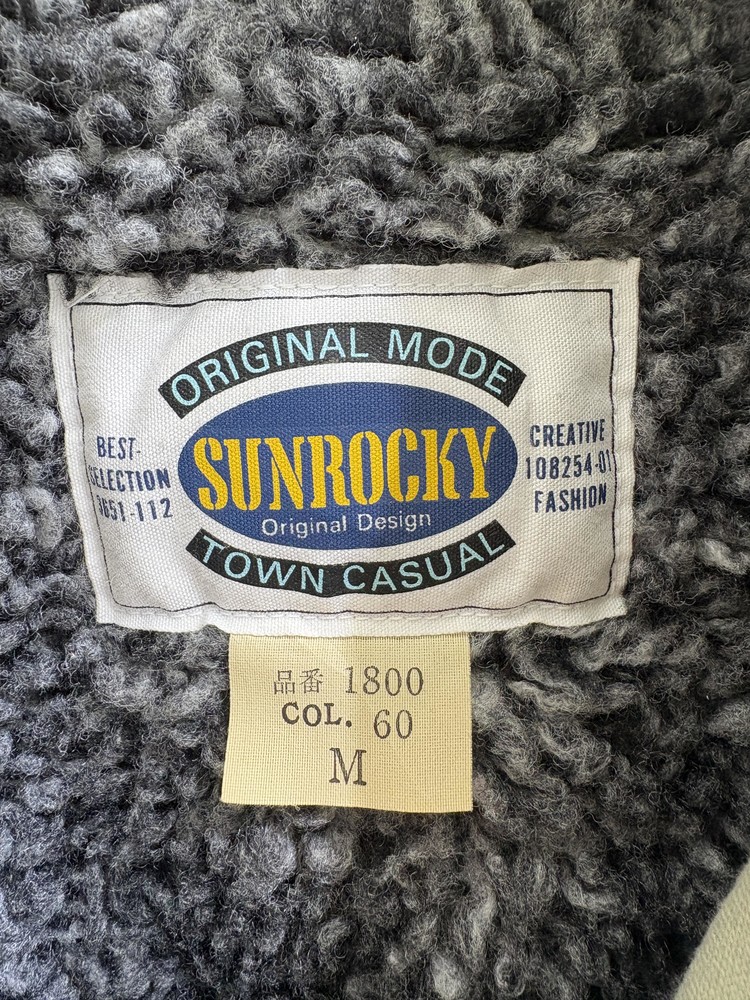 ORIGINAL MODE
BEST-
SELECTION
5B51-112
SUNROCKY
Original Design
CREATIVE
108254-01
FASHION
TOWN CASUAL
品番 1800
COL. 60
M